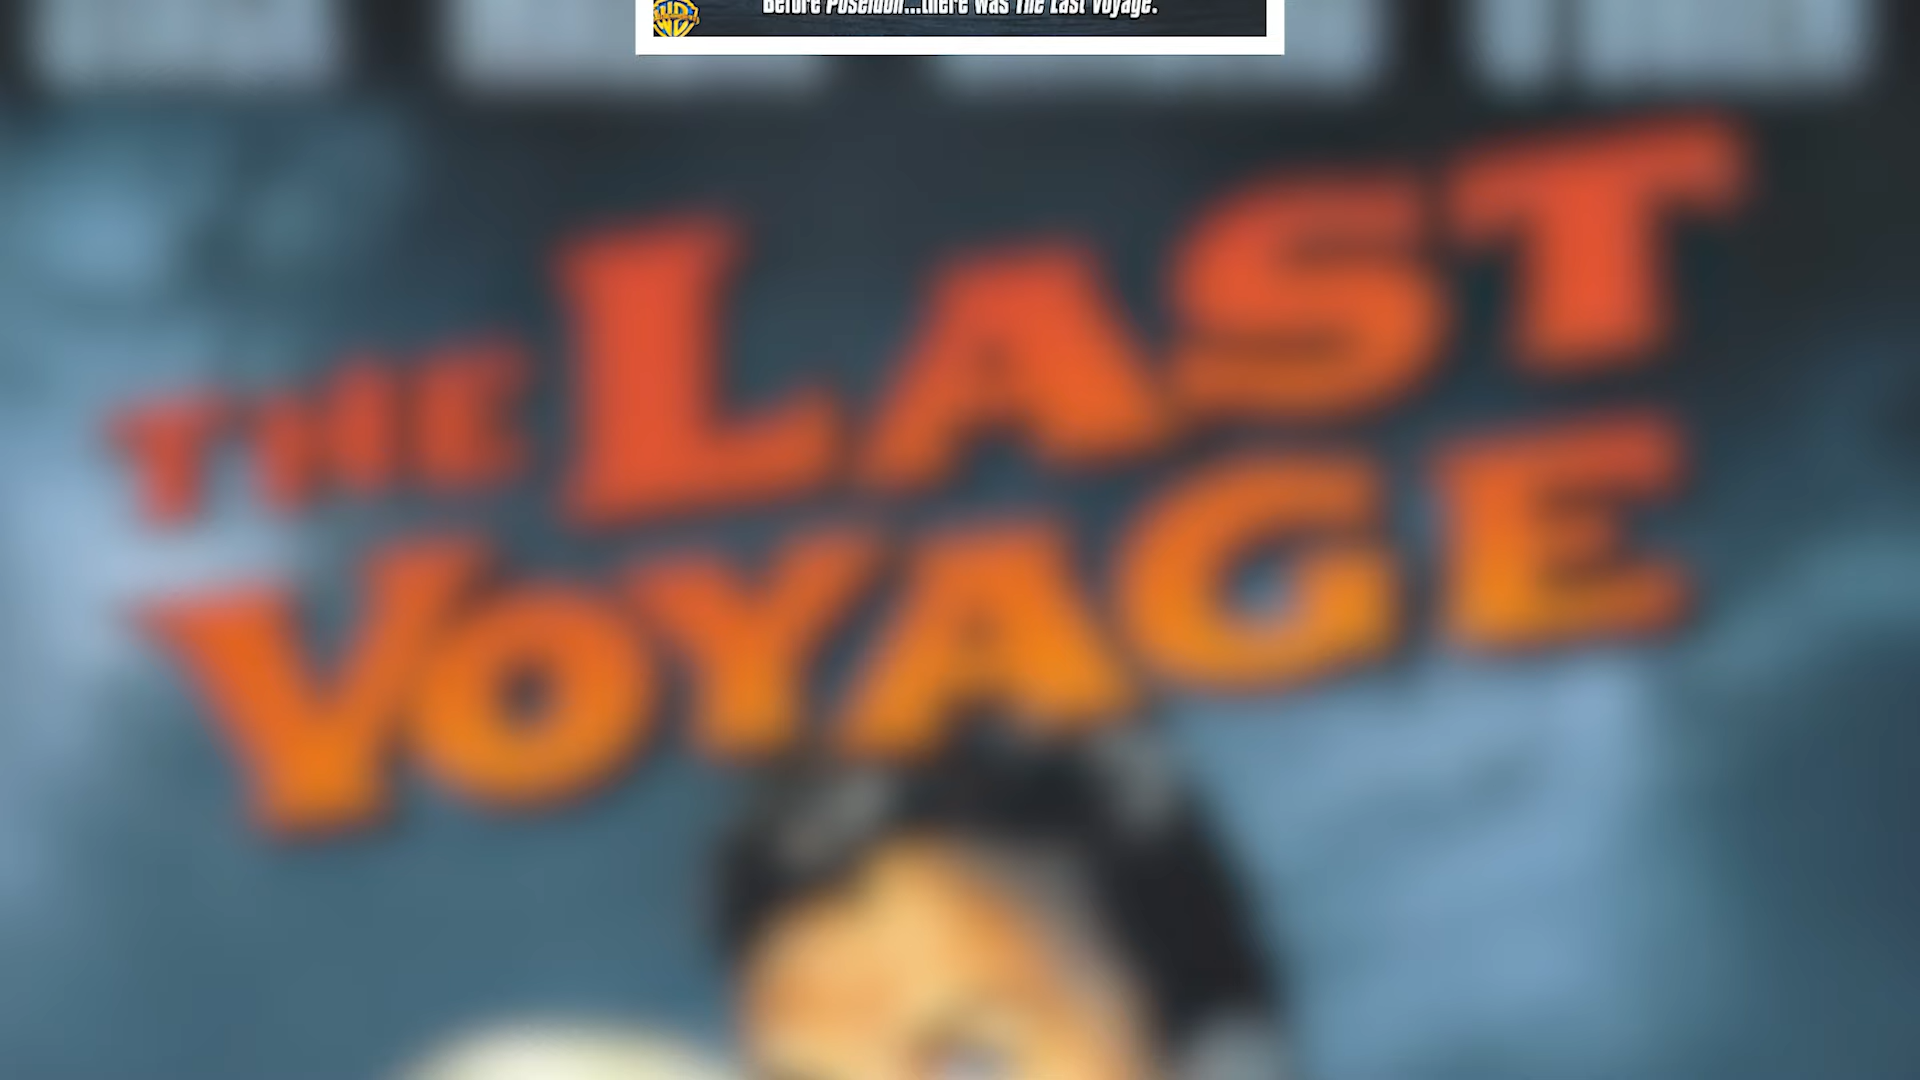 Before Poseidon...there was The Last Voyage.
THE LAST
VOYAGE